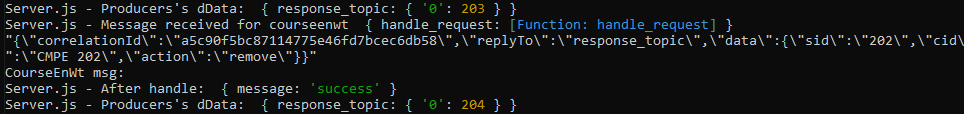 Server.js - Producers's dData:  { response_topic: { '0': 203 } }
Server.js - Message received for courseenwt  { handle_request: [Function: handle_request] }
"{\"correlationId\":\"a5c90f5bc87114775e46fd7bcec6db58\",\"replyTo\":\"response_topic\",\"data\":{\"sid\":\"202\",\"cid\
":\"CMPE 202\",\"action\":\"remove\"}}"
CourseEnWt msg:
Server.js - After handle:  { message: 'success' }
Server.js - Producers's dData:  { response_topic: { '0': 204 } }